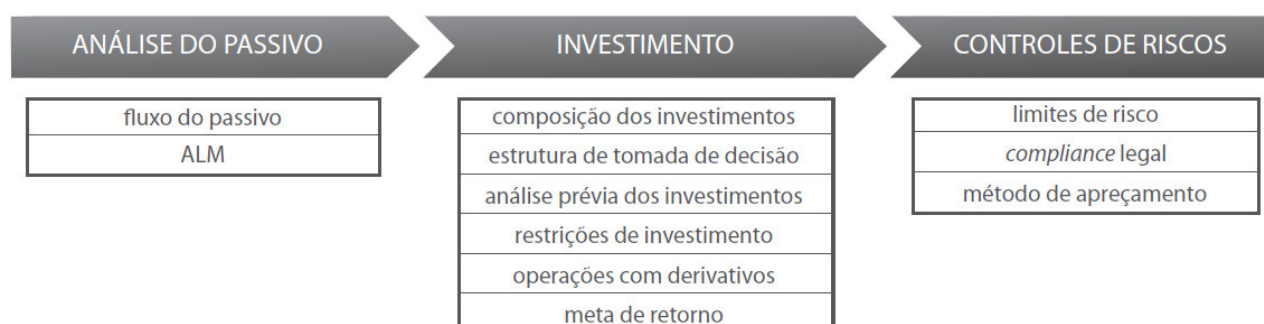 ANÁLISE DO PASSIVO
fluxo do passivo
ALM
INVESTIMENTO
composição dos investimentos
estrutura de tomada de decisão
análise prévia dos investimentos
restrições de investimento
operações com derivativos
meta de retorno
CONTROLES DE RISCOS
limites de risco
compliance legal
método de apreçamento